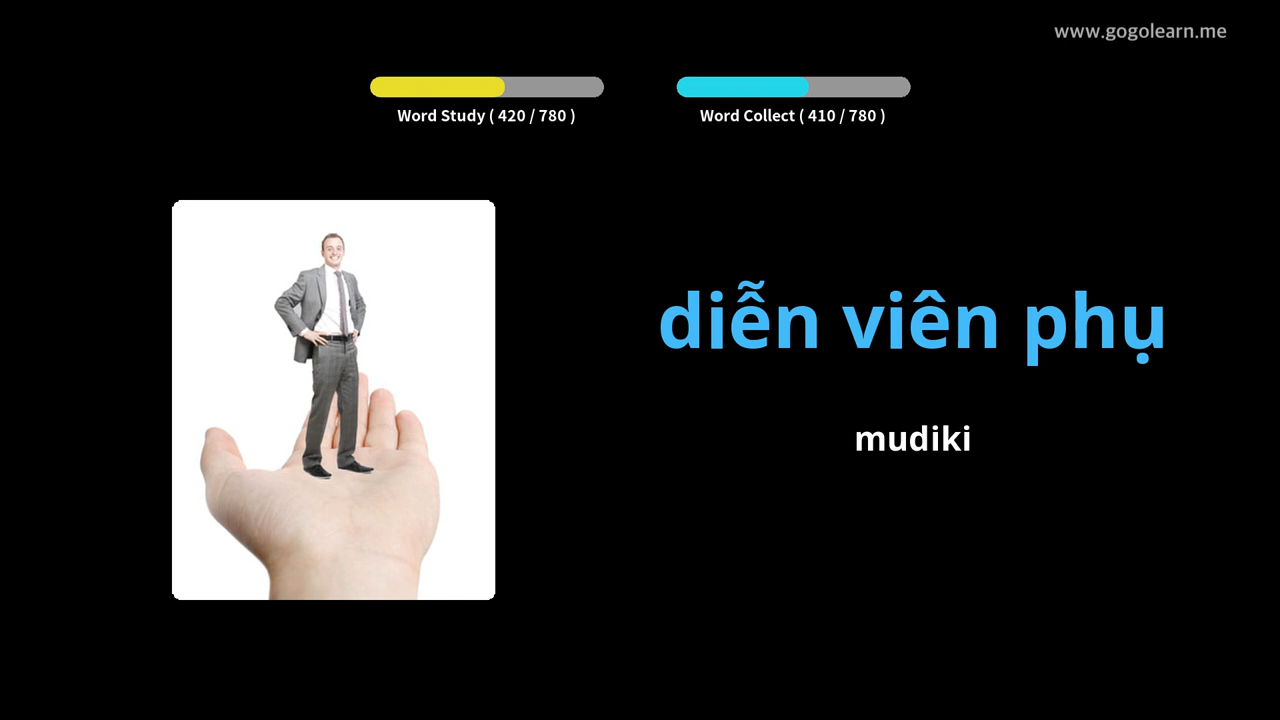 www.gogolearn.me
Word Study ( 420 / 780 )
Word Collect ( 410 / 780 )
diễn viên phụ
mudiki